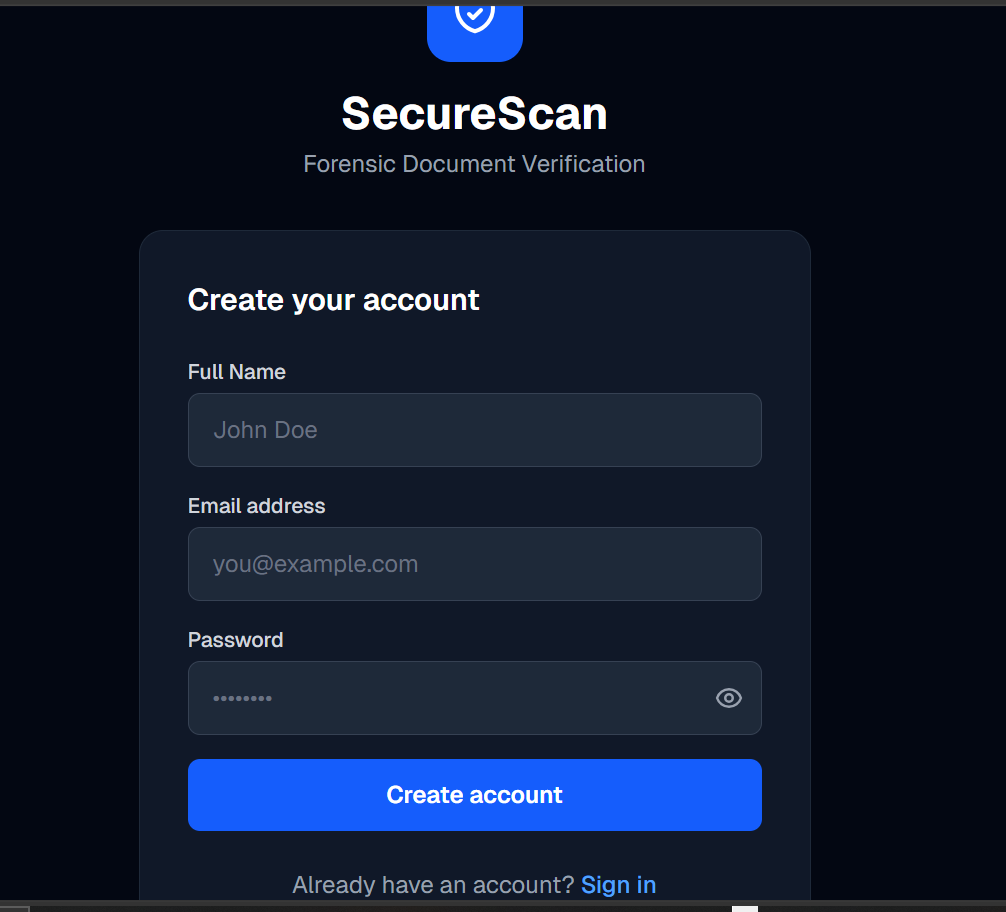 SecureScan
Forensic Document Verification
Create your account
Full Name
John Doe
Email address
you@example.com
Password
••••••••
Create account
Already have an account? Sign in